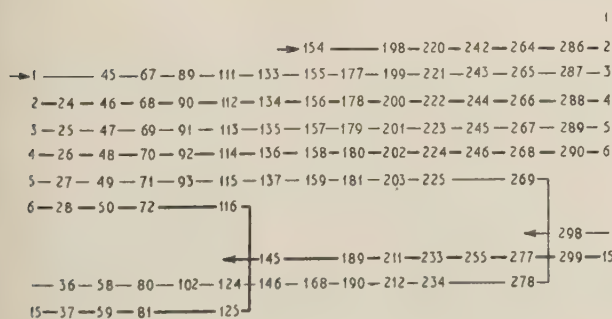 1
→ 154 — 198 — 220 — 242 — 264 — 286 — 2
→ 1 — 45 — 67 — 89 — 111 — 133 — 155 — 177 — 199 — 221 — 243 — 265 — 287 — 3
2 — 24 — 46 — 68 — 90 — 112 — 134 — 156 — 178 — 200 — 222 — 244 — 266 — 288 — 4
3 — 25 — 47 — 69 — 91 — 113 — 135 — 157 — 179 — 201 — 223 — 245 — 267 — 289 — 5
4 — 26 — 48 — 70 — 92 — 114 — 136 — 158 — 180 — 202 — 224 — 246 — 268 — 290 — 6
5 — 27 — 49 — 71 — 93 — 115 — 137 — 159 — 181 — 203 — 225 — 269
6 — 28 — 50 — 72 — 116
← 298 —
← 145 — 189 — 211 — 233 — 255 — 277 — 299 — 15
— 36 — 58 — 80 — 102 — 124 — 146 — 168 — 190 — 212 — 234 — 278
15 — 37 — 59 — 81 — 125